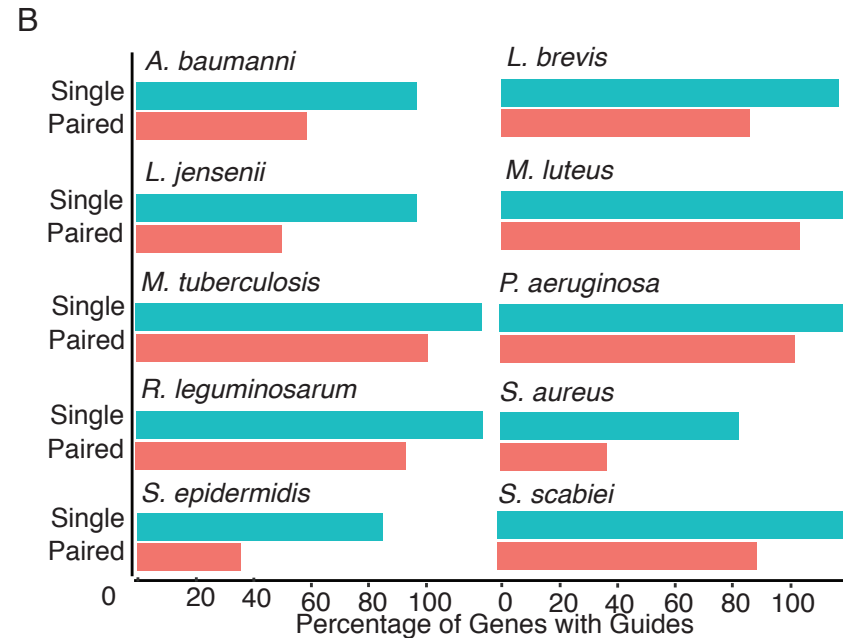 B
A. baumanni
L. brevis
Single
Paired
L. jensenii
M. luteus
Single
Paired
M. tuberculosis
P. aeruginosa
Single
Paired
R. leguminosarum
S. aureus
Single
Paired
S. epidermidis
S. scabiei
Single
Paired
0 20 40 60 80 100 0 20 40 60 80 100
Percentage of Genes with Guides